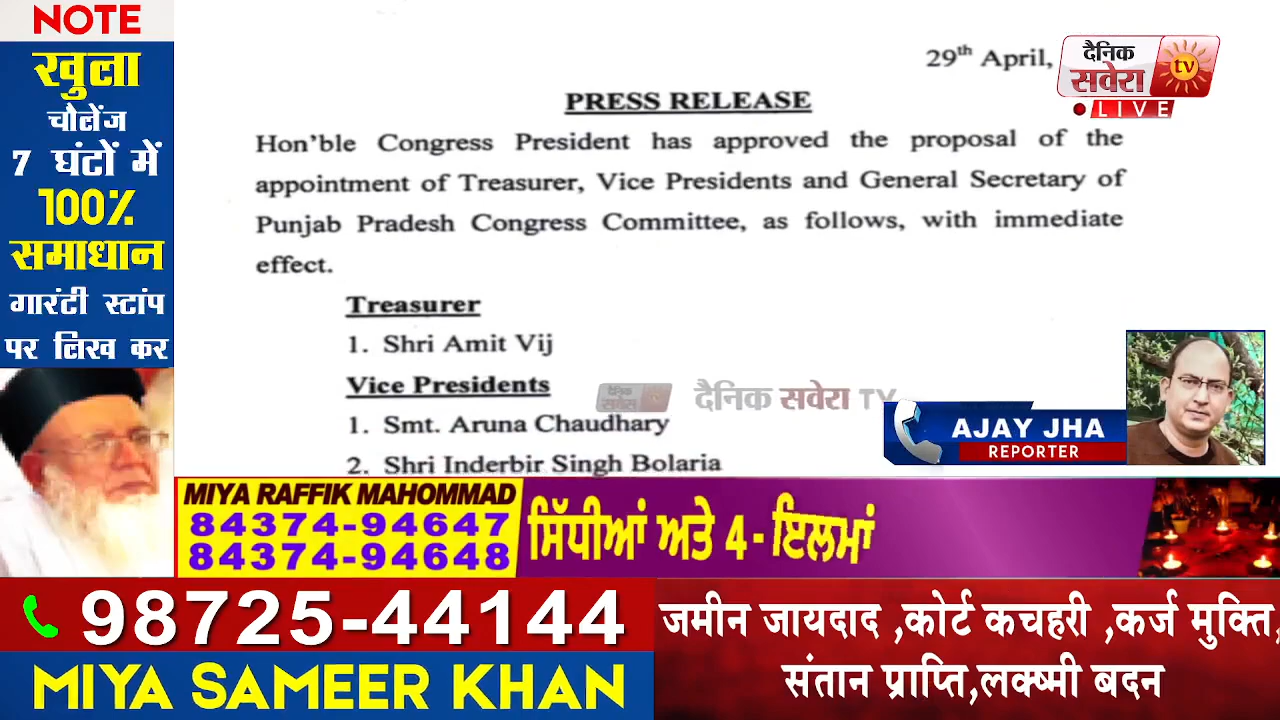 NOTE
खुला
चौलेंज
7 घंटों में
100%
समाधान
गारंटी स्टांप
पर लिख कर
29th April,
दैनिक
सवेरा tv
LIVE
PRESS RELEASE
Hon'ble Congress President has approved the proposal of the
appointment of Treasurer, Vice Presidents and General Secretary of
Punjab Pradesh Congress Committee, as follows, with immediate
effect.
Treasurer
1. Shri Amit Vij
Vice Presidents
1. Smt. Aruna Chaudhary
2. Shri Inderbir Singh Bolaria
दैनिक सवेरा TV
AJAY JHA
REPORTER
MIYA RAFFIK MAHOMMAD
84374-94647
84374-94648
ਸਿੱਧੀਆਂ ਅਤੇ 4- ਇਲਮਾਂ
98725-44144
MIYA SAMEER KHAN
जमीन जायदाद ,कोर्ट कचहरी ,कर्ज मुक्ति,
संतान प्राप्ति,लक्ष्मी बदन